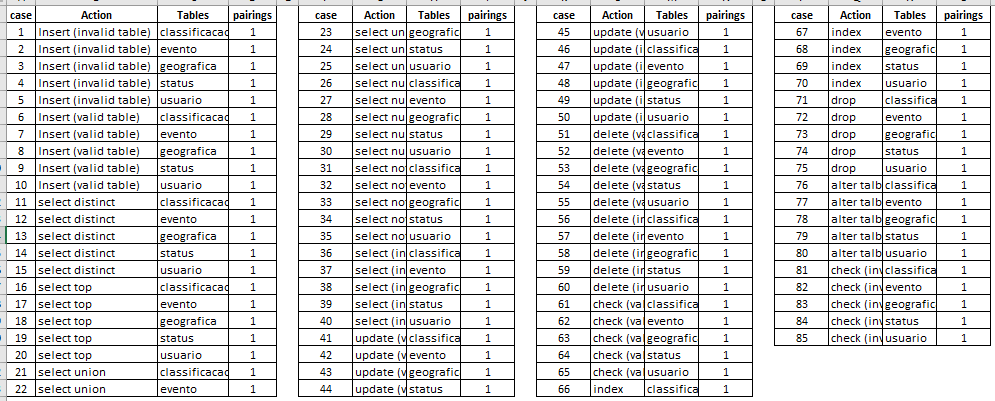 case Action Tables pairings
1 Insert (invalid table) classificacac 1
2 Insert (invalid table) evento 1
3 Insert (invalid table) geografica 1
4 Insert (invalid table) status 1
5 Insert (invalid table) usuario 1
6 Insert (valid table) classificacac 1
7 Insert (valid table) evento 1
8 Insert (valid table) geografica 1
9 Insert (valid table) status 1
10 Insert (valid table) usuario 1
11 select distinct classificacac 1
12 select distinct evento 1
13 select distinct geografica 1
14 select distinct status 1
15 select distinct usuario 1
16 select top classificacac 1
17 select top evento 1
18 select top geografica 1
19 select top status 1
20 select top usuario 1
21 select union classificacac 1
22 select union evento 1
case Action Tables pairings
23 select un geografic 1
24 select un status 1
25 select un usuario 1
26 select nu classifica 1
27 select nu evento 1
28 select nu geografic 1
29 select nu status 1
30 select nu usuario 1
31 select no classifica 1
32 select no evento 1
33 select no geografic 1
34 select no status 1
35 select no usuario 1
36 select (in classifica 1
37 select (in evento 1
38 select (in geografic 1
39 select (in status 1
40 select (in usuario 1
41 update (v classifica 1
42 update (v evento 1
43 update (v geografic 1
44 update (v status 1
case Action Tables pairings
45 update (v usuario 1
46 update (i classifica 1
47 update (i evento 1
48 update (i geografic 1
49 update (i status 1
50 update (i usuario 1
51 delete (va classifica 1
52 delete (va evento 1
53 delete (va geografic 1
54 delete (va status 1
55 delete (va usuario 1
56 delete (in classifica 1
57 delete (in evento 1
58 delete (in geografic 1
59 delete (in status 1
60 delete (in usuario 1
61 check (val classifica 1
62 check (val evento 1
63 check (val geografic 1
64 check (val status 1
65 check (val usuario 1
66 index classifica 1
case Action Tables pairings
67 index evento 1
68 index geografic 1
69 index status 1
70 index usuario 1
71 drop classifica 1
72 drop evento 1
73 drop geografic 1
74 drop status 1
75 drop usuario 1
76 alter talb classifica 1
77 alter talb evento 1
78 alter talb geografic 1
79 alter talb status 1
80 alter talb usuario 1
81 check (inv classifica 1
82 check (inv evento 1
83 check (inv geografic 1
84 check (inv status 1
85 check (inv usuario 1